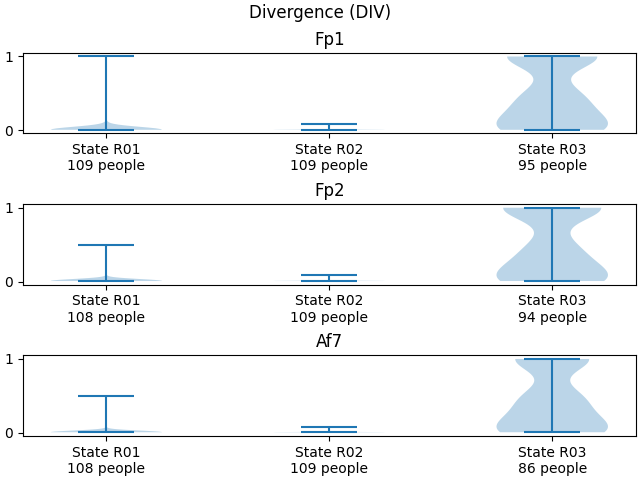 Divergence (DIV)
Fp1
1
0
State R01 State R02 State R03
109 people 109 people 95 people
Fp2
1
0
State R01 State R02 State R03
108 people 109 people 94 people
Af7
1
0
State R01 State R02 State R03
108 people 109 people 86 people